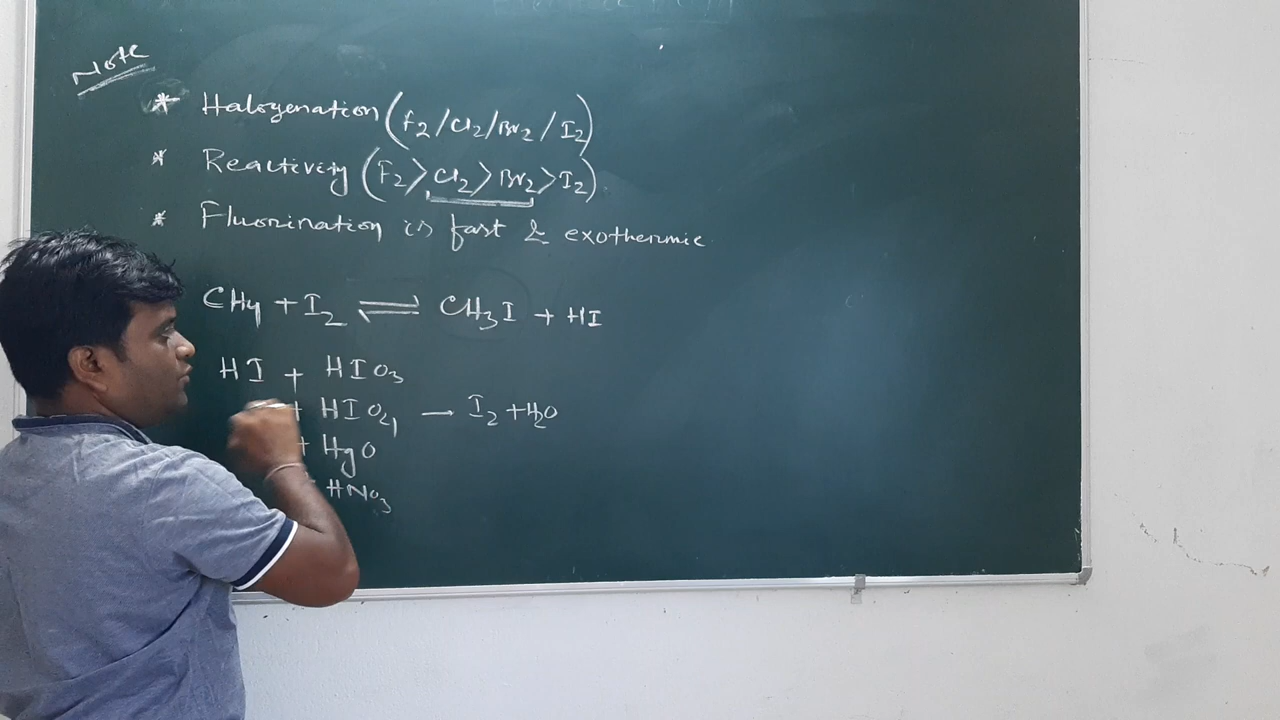 Note
* Halogenation (F2/Cl2/Br2/I2)
* Reactivity (F2>Cl2>Br2>I2)
* Fluorination is fast & exothermic
CH4 + I2 ⇌ CH3I + HI
HI + HIO3
+ HIO4 — I2 + H2O
+ HgO
+ HNO3